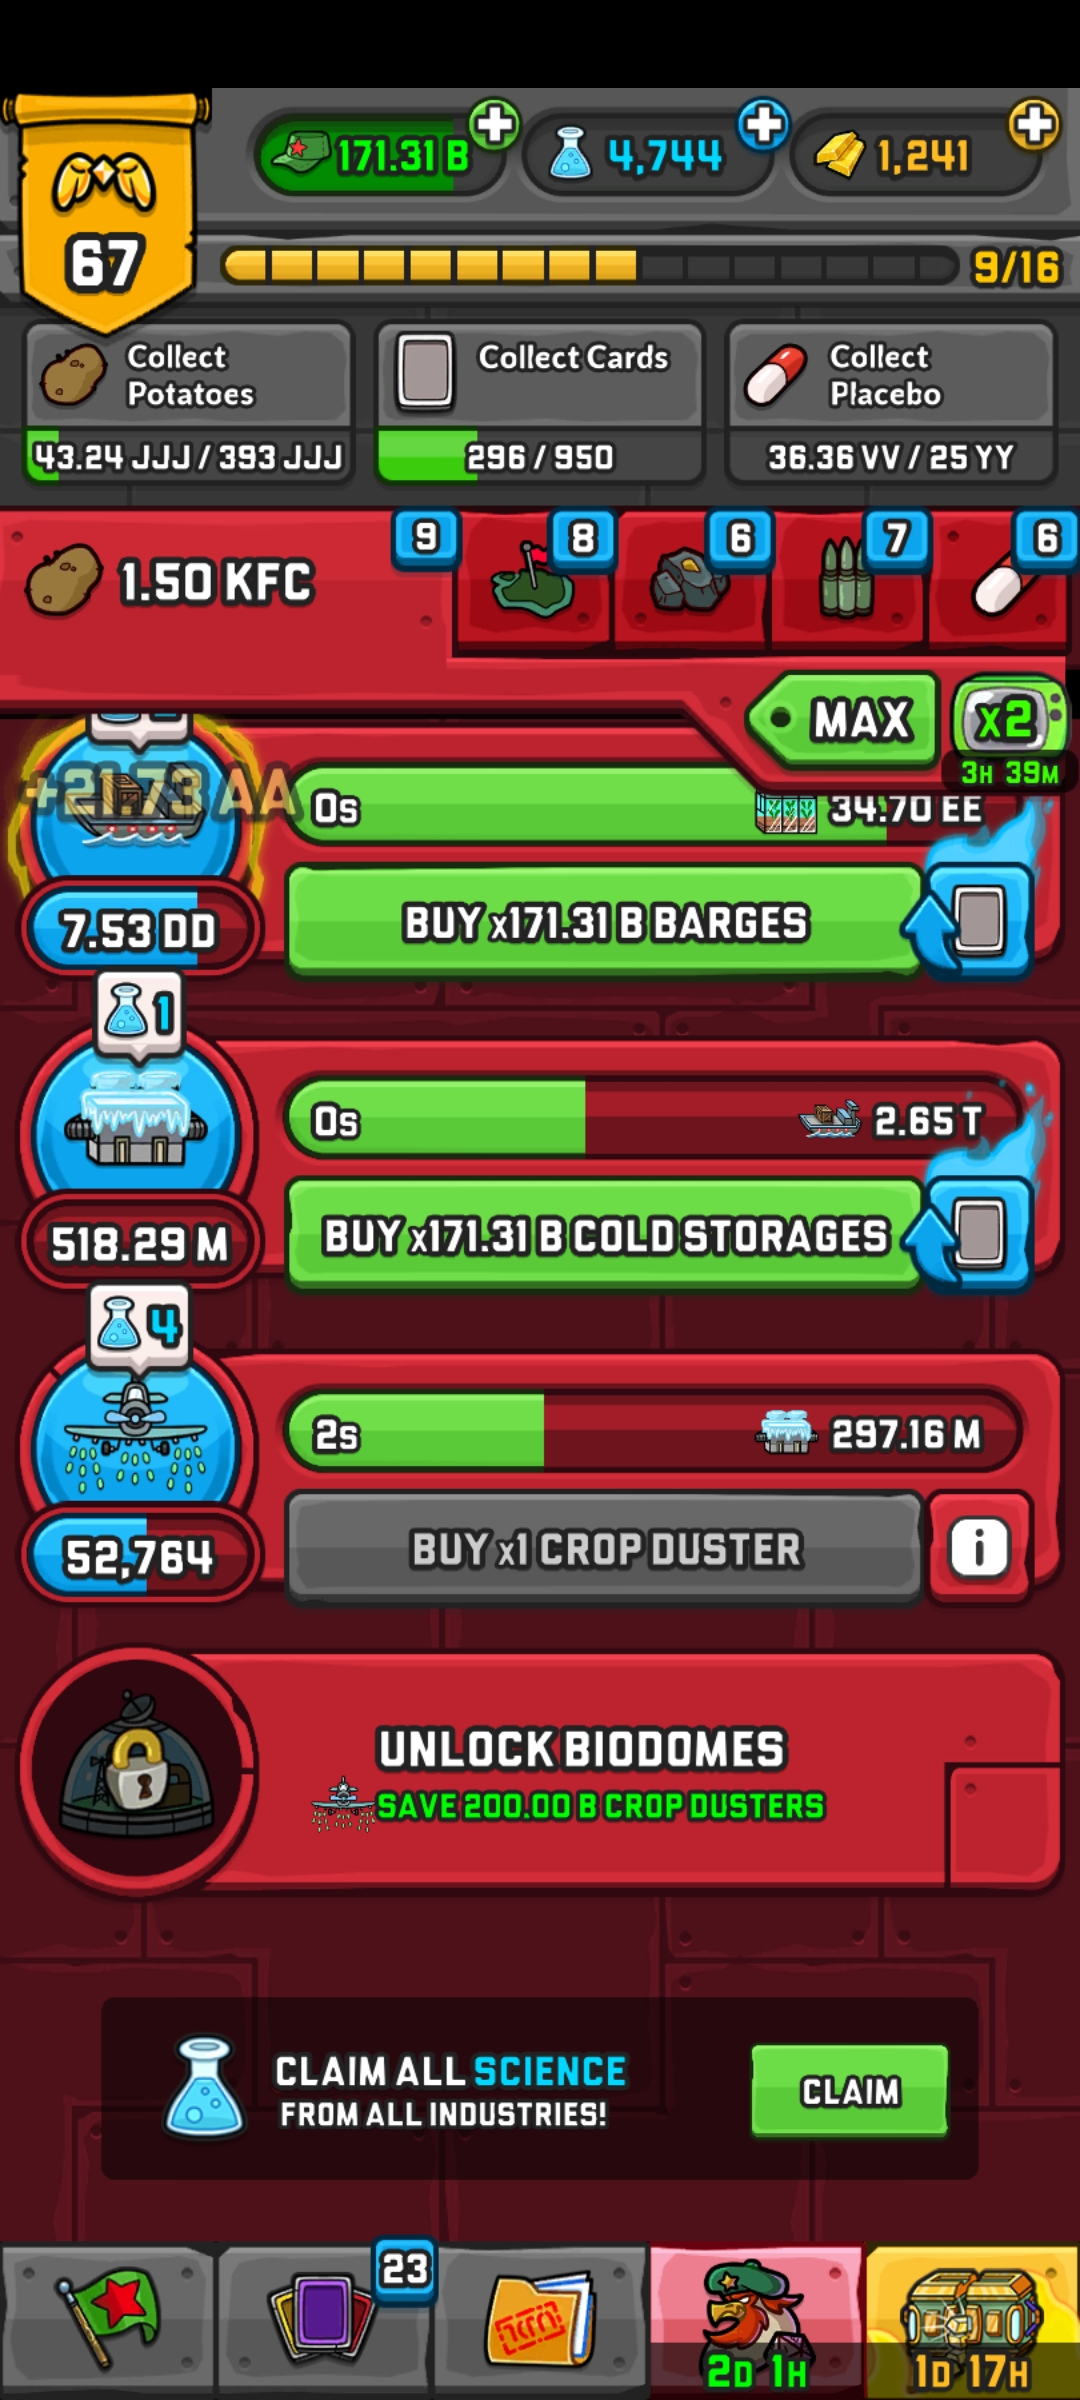 171.31 B
4,744
1,241
67
9/16
Collect
Potatoes
43.24 JJJ / 393 JJJ
Collect Cards
296 / 950
Collect
Placebo
36.36 VV / 25 YY
1.50 KFC
9
8
6
7
6
MAX
X2
3H 39M
+21.73 AA
0s
34.70 EE
7.53 DD
BUY x171.31 B BARGES
1
0s
2.65 T
518.29 M
BUY x171.31 B COLD STORAGES
4
2s
297.16 M
52,764
BUY x1 CROP DUSTER
i
UNLOCK BIODOMES
SAVE 200.00 B CROP DUSTERS
CLAIM ALL SCIENCE
FROM ALL INDUSTRIES!
CLAIM
23
2D 1H
1D 17H